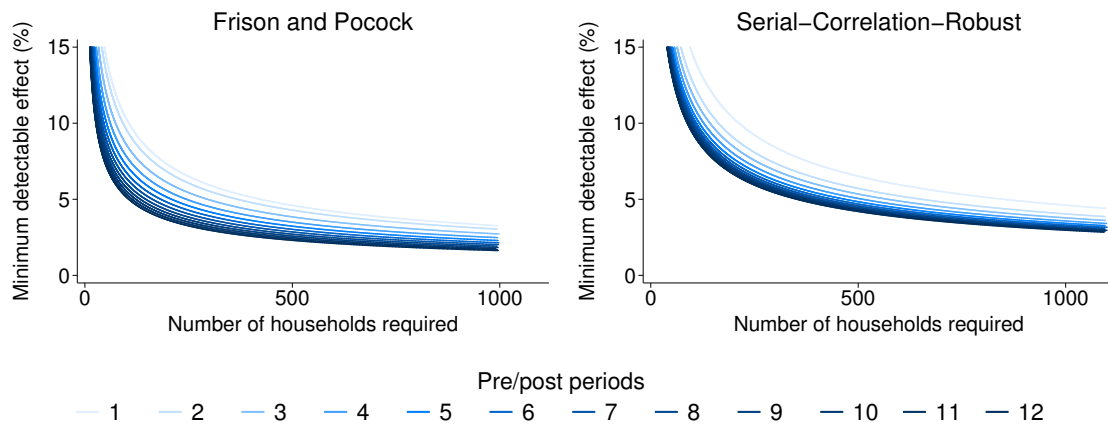 Frison and Pocock
Minimum detectable effect (%)
15
10
5
0
0
500
1000
Number of households required
Serial−Correlation−Robust
Minimum detectable effect (%)
15
10
5
0
0
500
1000
Number of households required
Pre/post periods
1 2 3 4 5 6 7 8 9 10 11 12